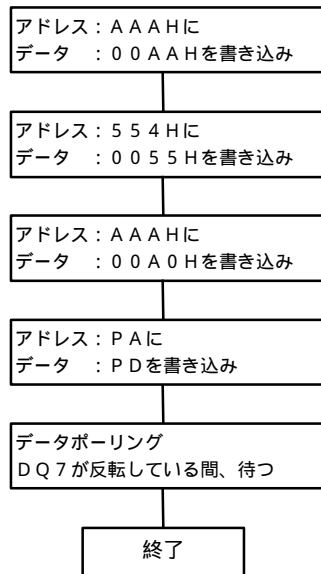 アドレス：ＡＡＡＨに
データ　：００ＡＡＨを書き込み
アドレス：５５４Ｈに
データ　：００５５Ｈを書き込み
アドレス：ＡＡＡＨに
データ　：００Ａ０Ｈを書き込み
アドレス：ＰＡに
データ　：ＰＤを書き込み
データポーリング
ＤＱ７が反転している間、待つ
終了